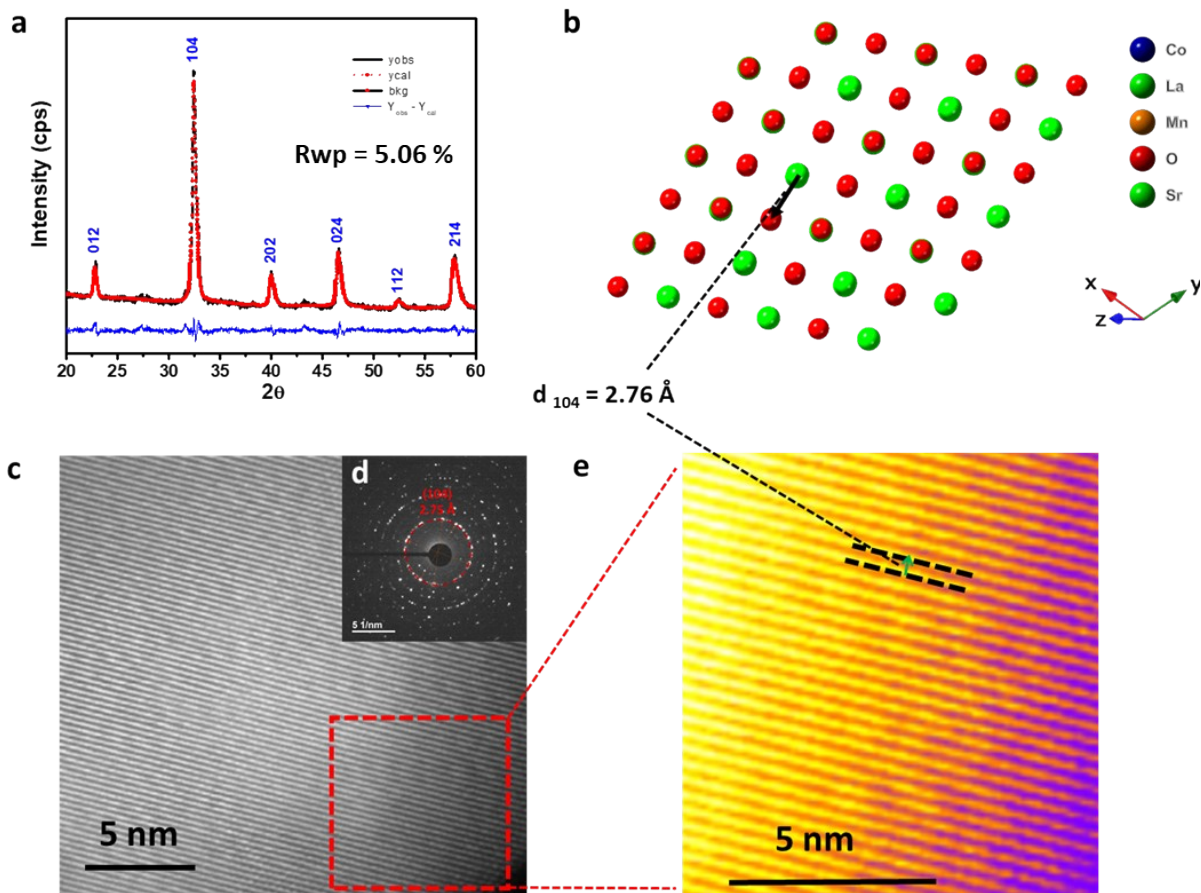 a
Intensity (cps)
012
104
202
024
112
214
yobs
ycal
bkg
Yobs - Ycal
Rwp = 5.06 %
20 25 30 35 40 45 50 55 60
2θ
b
Co
La
Mn
O
Sr
x
y
z
d 104 = 2.76 Å
c
d
(104)
2.75 Å
5 1/nm
5 nm
e
5 nm